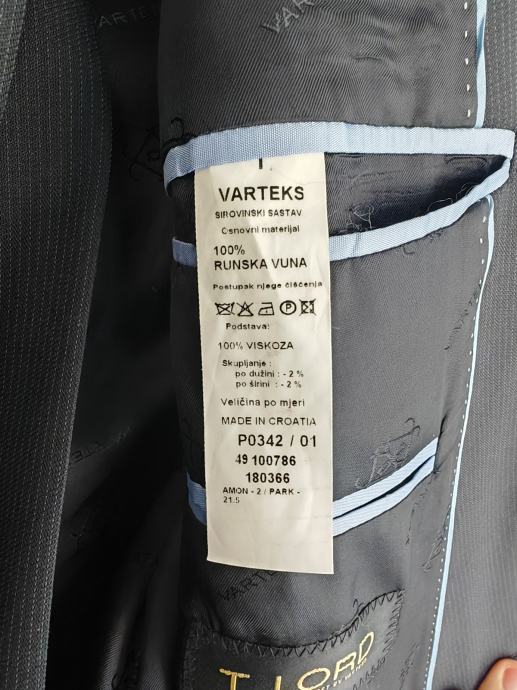 VARTEKS
VARTEKS
SIROVINSKI SASTAV
Osnovni materijal
100%
RUNSKA VUNA
Postupak njege čišćenja
P
Podstava:
100% VISKOZA
Skupljanje :
po dužini : - 2 %
po širini : - 2 %
Veličina po mjeri
MADE IN CROATIA
P0342 / 01
49 100786
180366
AMON - 2 / PARK -
21.5
T LORD